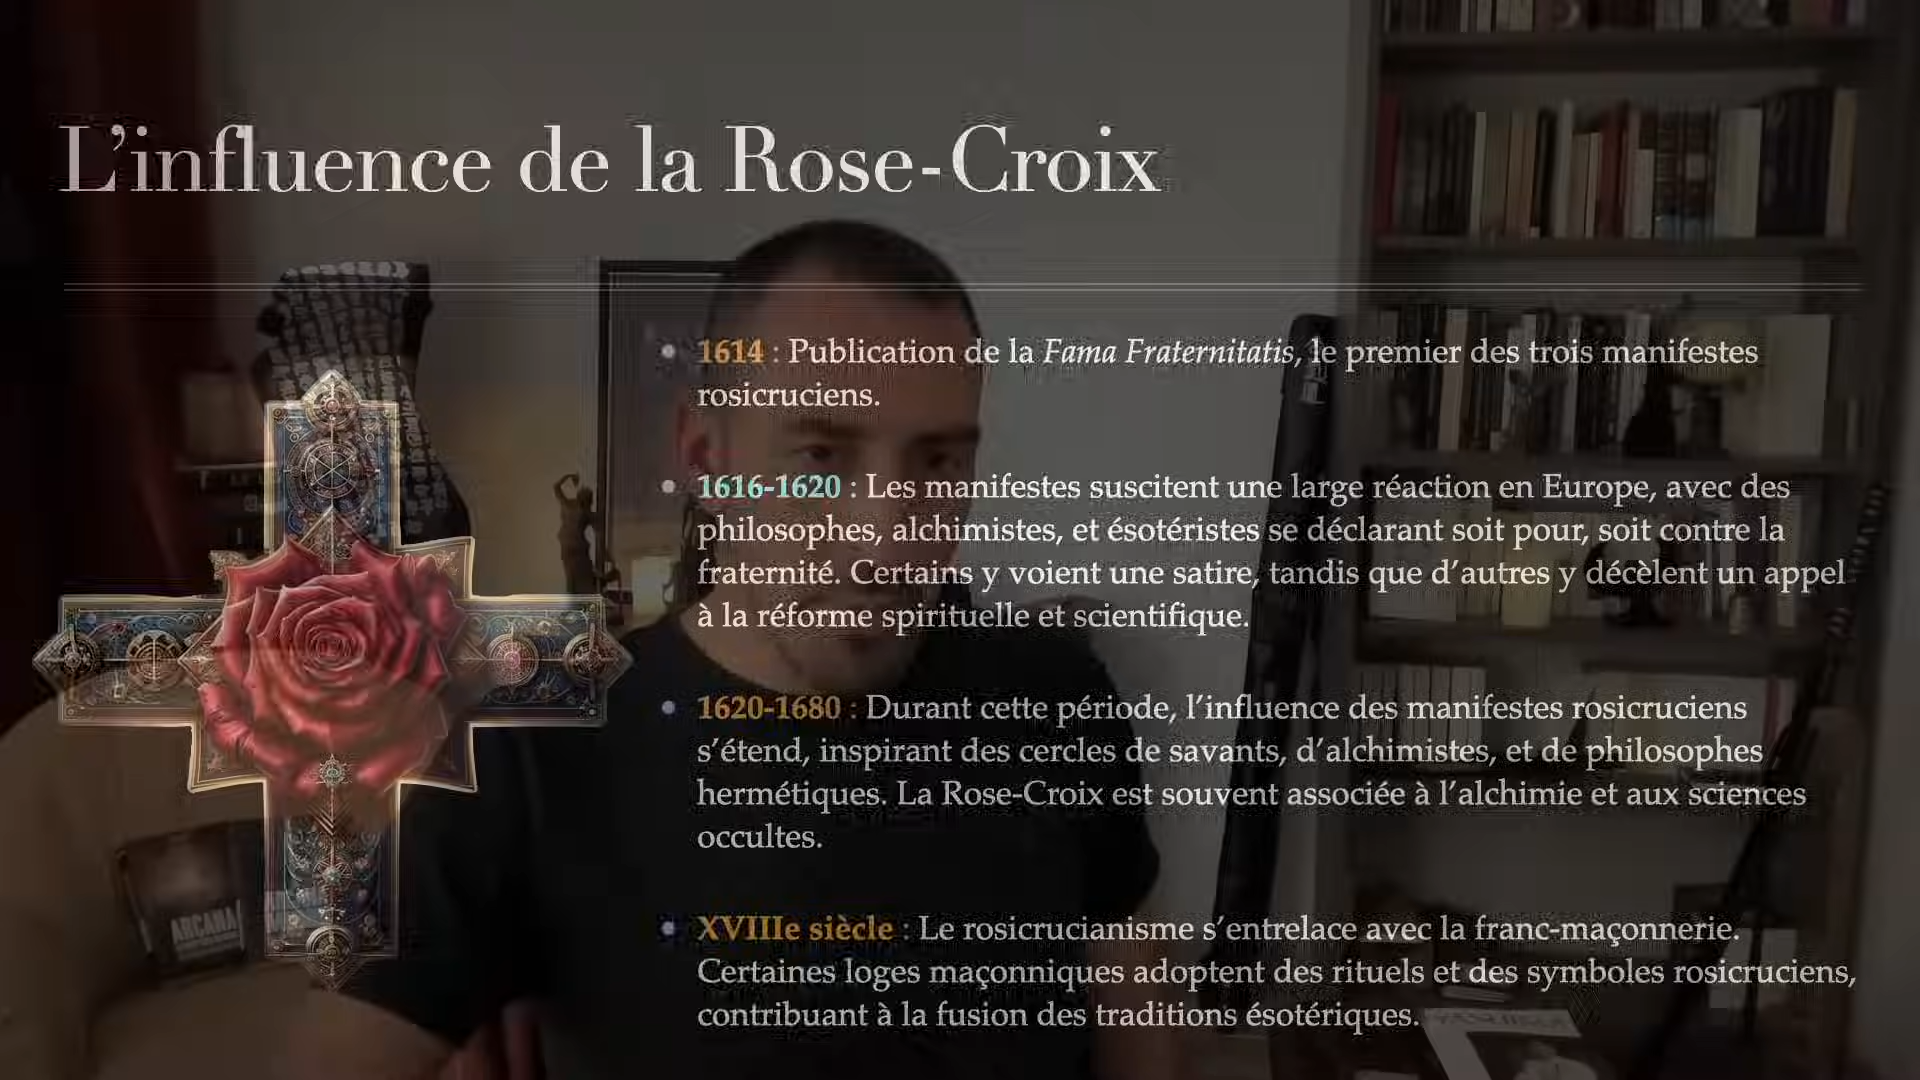 L’influence de la Rose-Croix
• 1614 : Publication de la Fama Fraternitatis, le premier des trois manifestes
rosicruciens.
• 1616-1620 : Les manifestes suscitent une large réaction en Europe, avec des
philosophes, alchimistes, et ésotéristes se déclarant soit pour, soit contre la
fraternité. Certains y voient une satire, tandis que d’autres y décèlent un appel
à la réforme spirituelle et scientifique.
• 1620-1680 : Durant cette période, l’influence des manifestes rosicruciens
s’étend, inspirant des cercles de savants, d’alchimistes, et de philosophes
hermétiques. La Rose-Croix est souvent associée à l’alchimie et aux sciences
occultes.
• XVIIIe siècle : Le rosicrucianisme s’entrelace avec la franc-maçonnerie.
Certaines loges maçonniques adoptent des rituels et des symboles rosicruciens,
contribuant à la fusion des traditions ésotériques.
ARCANA